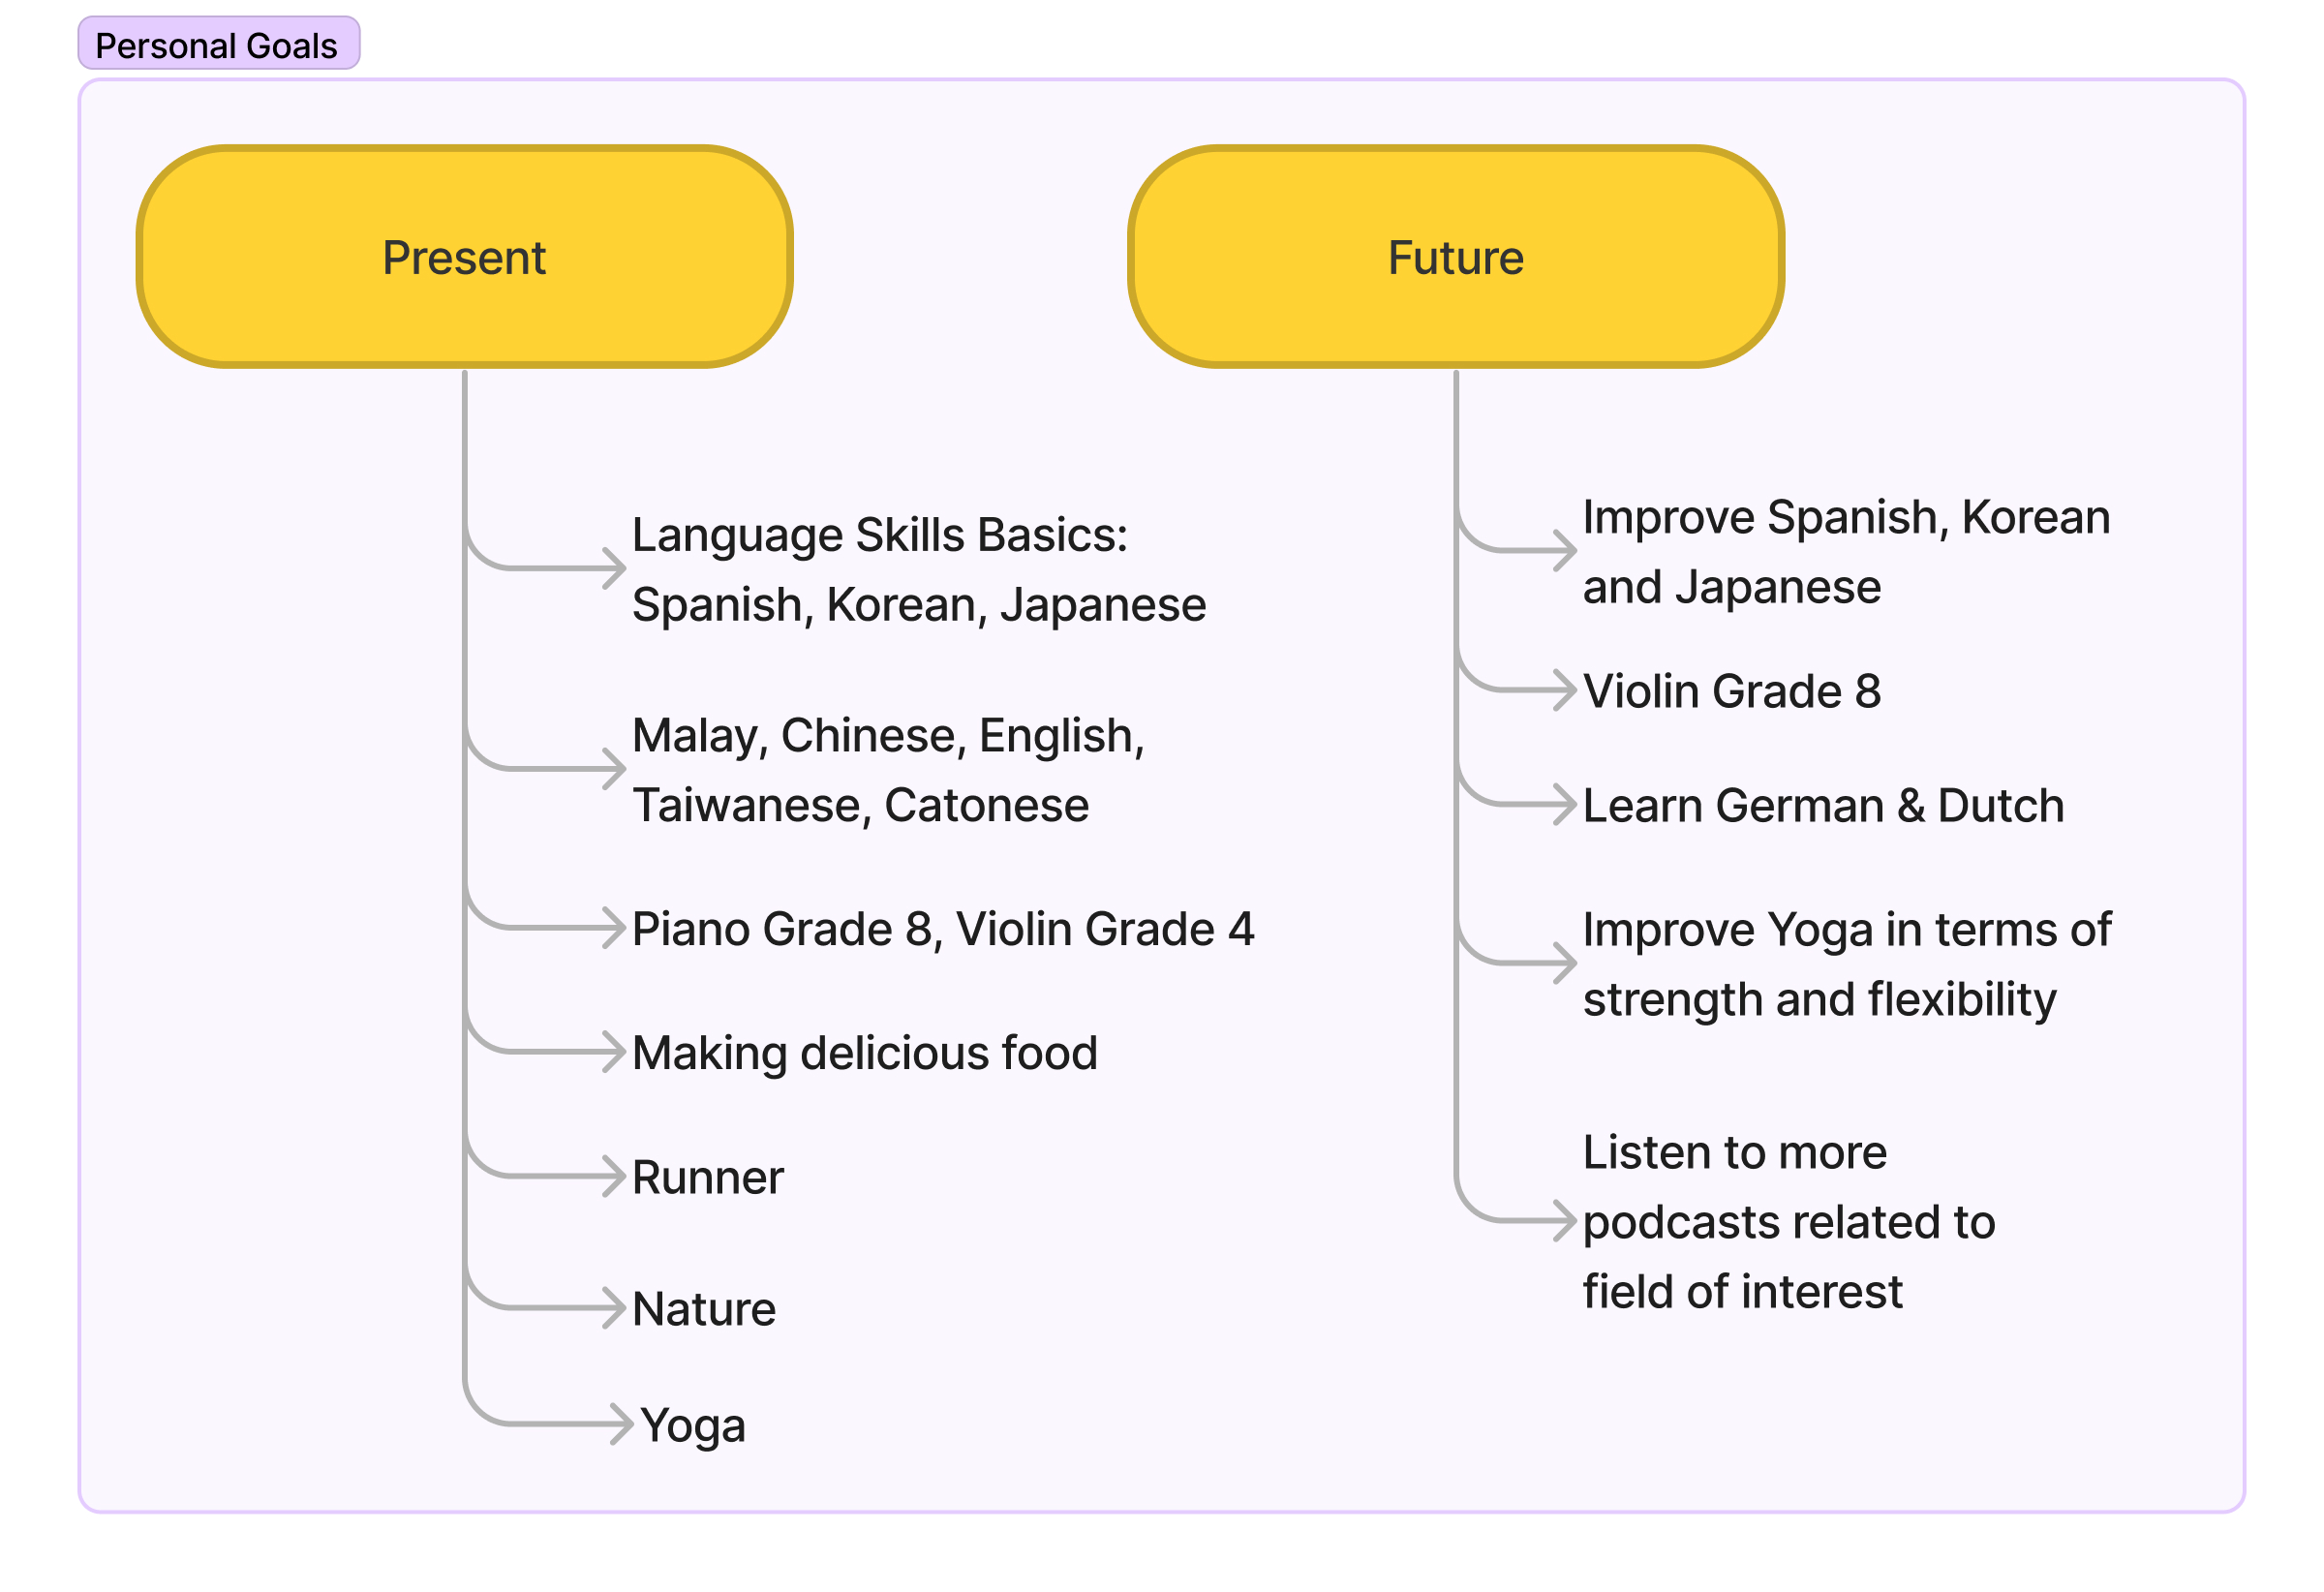 Personal Goals
Present
Language Skills Basics:
Spanish, Korean, Japanese
Malay, Chinese, English,
Taiwanese, Catonese
Piano Grade 8, Violin Grade 4
Making delicious food
Runner
Nature
Yoga
Future
Improve Spanish, Korean
and Japanese
Violin Grade 8
Learn German & Dutch
Improve Yoga in terms of
strength and flexibility
Listen to more
podcasts related to
field of interest